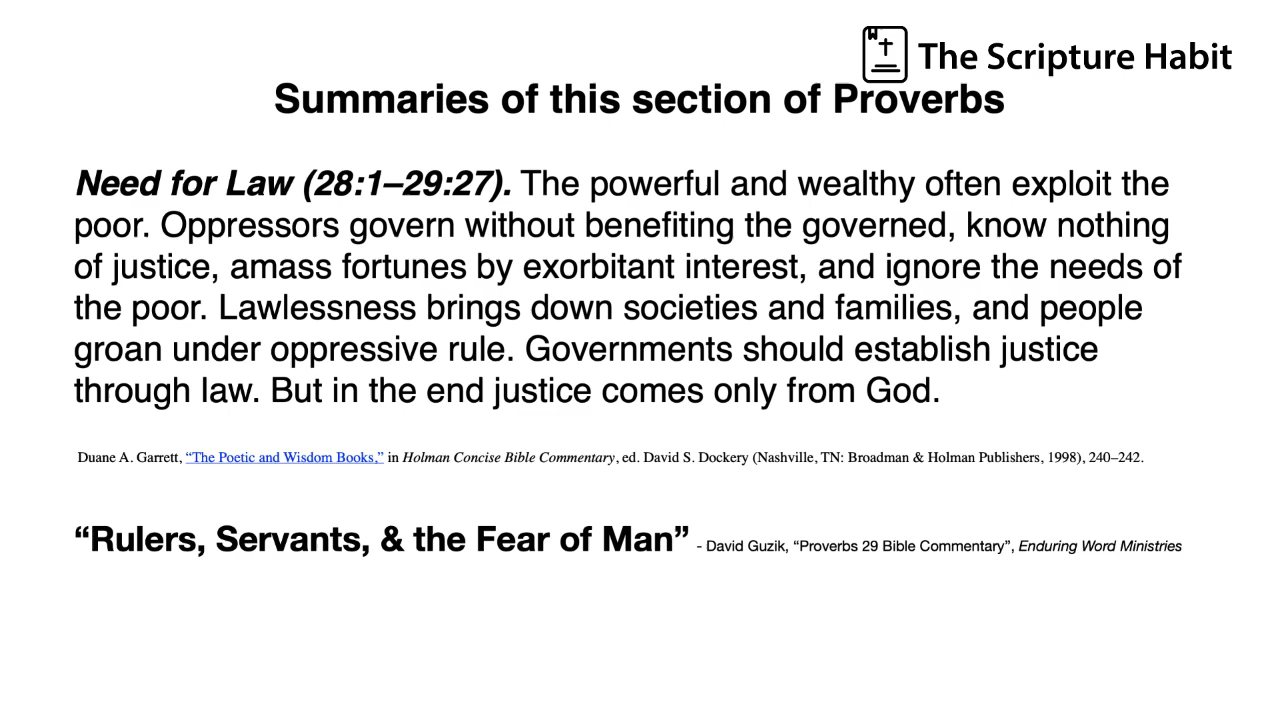 The Scripture Habit
Summaries of this section of Proverbs
Need for Law (28:1–29:27). The powerful and wealthy often exploit the
poor. Oppressors govern without benefiting the governed, know nothing
of justice, amass fortunes by exorbitant interest, and ignore the needs of
the poor. Lawlessness brings down societies and families, and people
groan under oppressive rule. Governments should establish justice
through law. But in the end justice comes only from God.
Duane A. Garrett, “The Poetic and Wisdom Books,” in Holman Concise Bible Commentary, ed. David S. Dockery (Nashville, TN: Broadman & Holman Publishers, 1998), 240–242.
“Rulers, Servants, & the Fear of Man” - David Guzik, “Proverbs 29 Bible Commentary”, Enduring Word Ministries